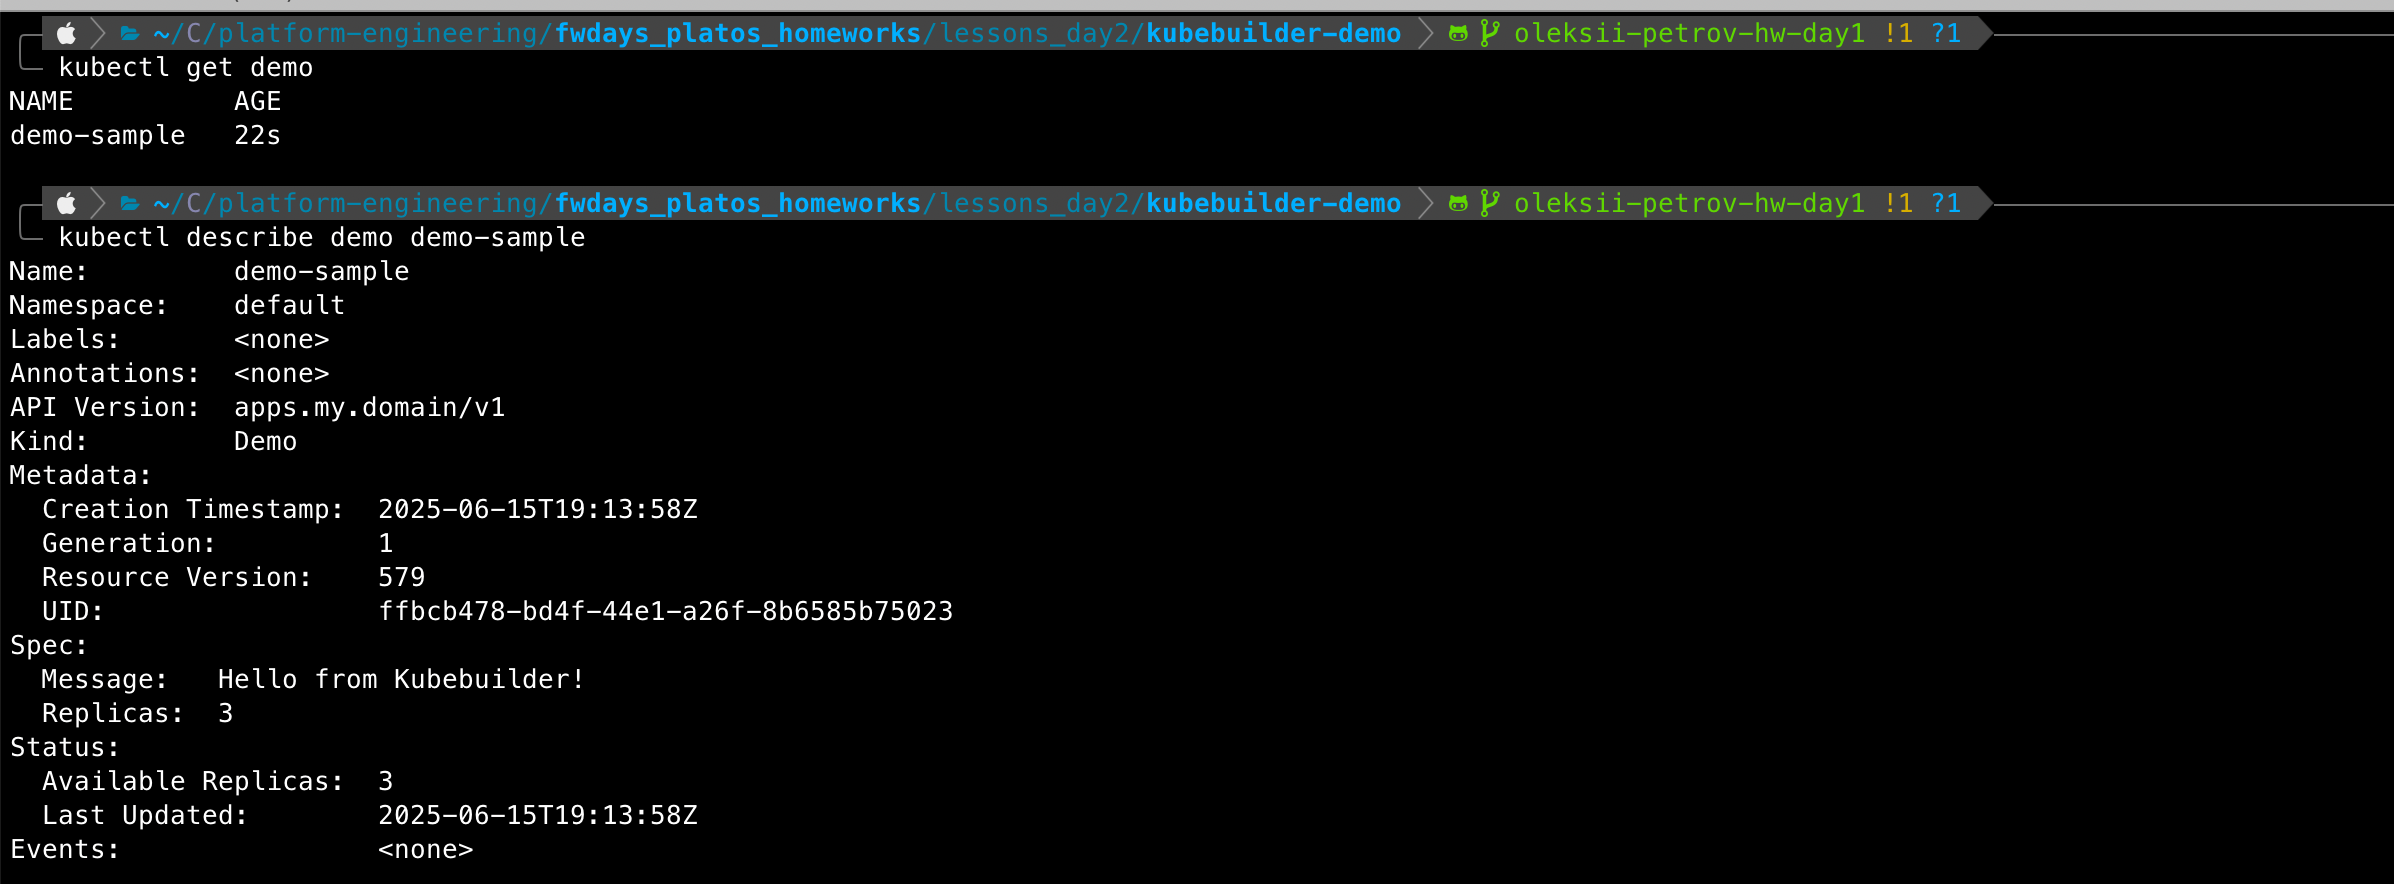 ~/C/platform-engineering/fwdays_platos_homeworks/lessons_day2/kubebuilder-demo oleksii-petrov-hw-day1 !1 ?1
kubectl get demo
NAME AGE
demo-sample 22s
~/C/platform-engineering/fwdays_platos_homeworks/lessons_day2/kubebuilder-demo oleksii-petrov-hw-day1 !1 ?1
kubectl describe demo demo-sample
Name: demo-sample
Namespace: default
Labels: <none>
Annotations: <none>
API Version: apps.my.domain/v1
Kind: Demo
Metadata:
Creation Timestamp: 2025-06-15T19:13:58Z
Generation: 1
Resource Version: 579
UID: ffbcb478-bd4f-44e1-a26f-8b6585b75023
Spec:
Message: Hello from Kubebuilder!
Replicas: 3
Status:
Available Replicas: 3
Last Updated: 2025-06-15T19:13:58Z
Events: <none>